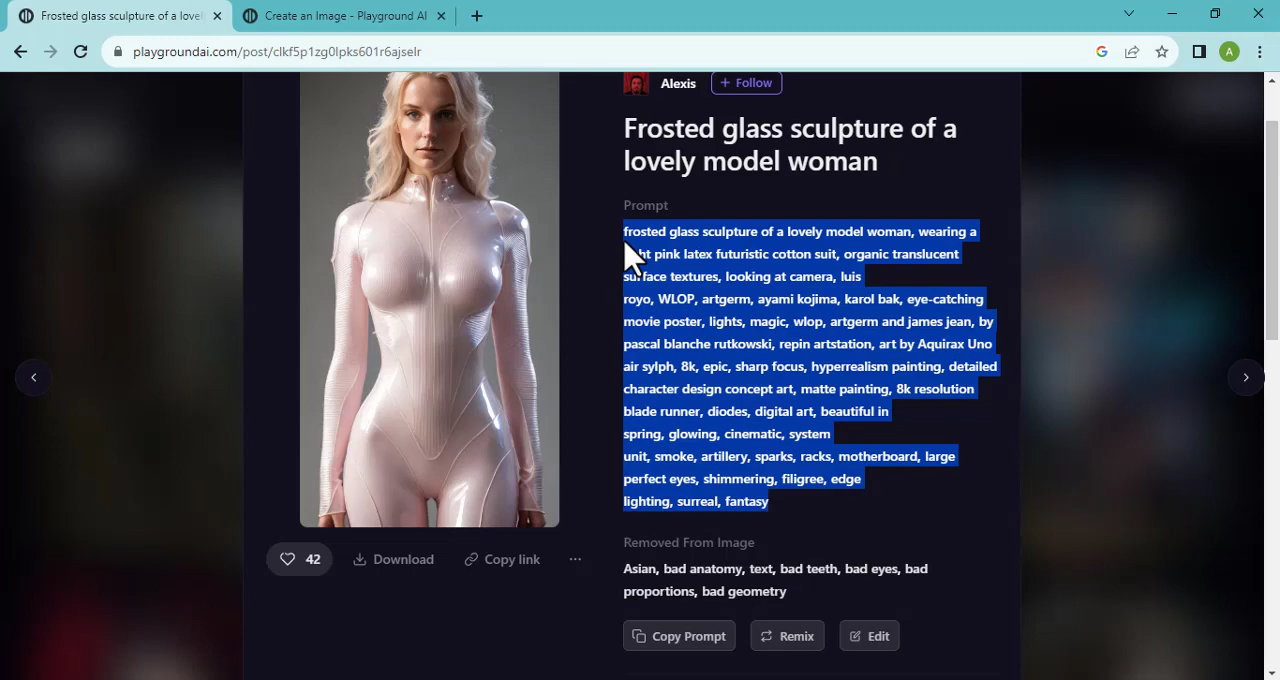 Frosted glass sculpture of a lovel
Create an Image - Playground AI
playgroundai.com/post/clkf5p1zg0lpks601r6ajselr
A
Alexis
+ Follow
Frosted glass sculpture of a
lovely model woman
Prompt
frosted glass sculpture of a lovely model woman, wearing a
ht pink latex futuristic cotton suit, organic translucent
surface textures, looking at camera, luis
royo, WLOP, artgerm, ayami kojima, karol bak, eye-catching
movie poster, lights, magic, wlop, artgerm and james jean, by
pascal blanche rutkowski, repin artstation, art by Aquirax Uno
air sylph, 8k, epic, sharp focus, hyperrealism painting, detailed
character design concept art, matte painting, 8k resolution
blade runner, diodes, digital art, beautiful in
spring, glowing, cinematic, system
unit, smoke, artillery, sparks, racks, motherboard, large
perfect eyes, shimmering, filigree, edge
lighting, surreal, fantasy
42
Download
Copy link
Removed From Image
Asian, bad anatomy, text, bad teeth, bad eyes, bad
proportions, bad geometry
Copy Prompt
Remix
Edit